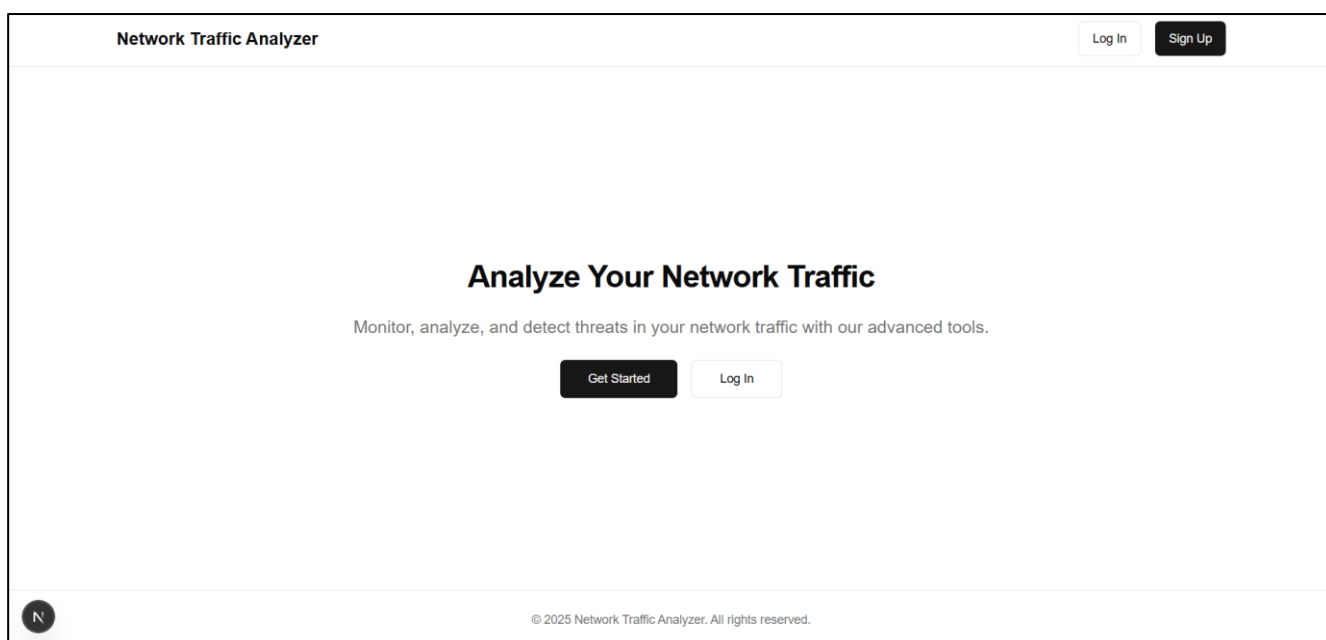 Network Traffic Analyzer
Log In
Sign Up
Analyze Your Network Traffic
Monitor, analyze, and detect threats in your network traffic with our advanced tools.
Get Started
Log In
N
© 2025 Network Traffic Analyzer. All rights reserved.